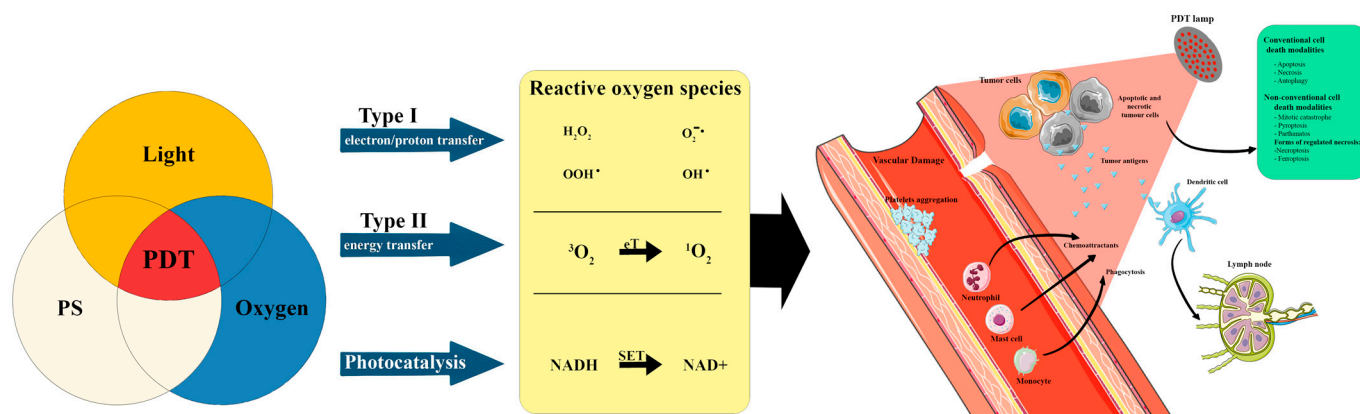 Light
PDT
PS
Oxygen
Type I
electron/proton transfer
Type II
energy transfer
Photocatalysis
Reactive oxygen species
H₂O₂
O₂⁻•
OOH•
OH•
³O₂
eT
¹O₂
NADH
SET
NAD+
PDT lamp
Tumor cells
Apoptotic and
necrotic
tumour cells
Vascular Damage
Tumor antigens
Platelets aggregation
Dendritic cell
Chemoattractants
Phagocytosis
Neutrophil
Mast cell
Monocyte
Lymph node
Conventional cell
death modalities
- Apoptosis
- Necrosis
- Autophagy
Non-conventional cell
death modalities
- Mitotic catastrophe
- Pyroptosis
- Parthanatos
Forms of regulated necrosis:
-Necroptosis
- Ferroptosis